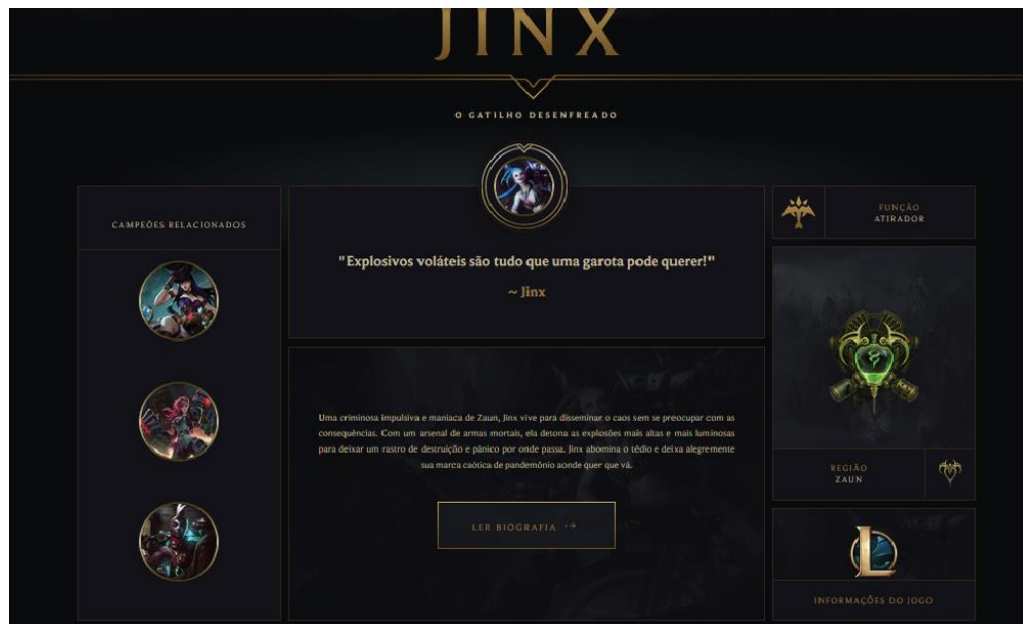 JINX
O GATILHO DESENFREADO
CAMPEÕES RELACIONADOS
"Explosivos voláteis são tudo que uma garota pode querer!"
~ Jinx
Uma criminosa impulsiva e maníaca de Zaun, Jinx vive para disseminar o caos sem se preocupar com as
consequências. Com um arsenal de armas mortais, ela detona as explosões mais altas e mais luminosas
para deixar um rastro de destruição e pânico por onde passa. Jinx abomina o tédio e deixa alegremente
sua marca caótica de pandemônio aonde quer que vá.
LER BIOGRAFIA →
FUNÇÃO
ATIRADOR
REGIÃO
ZAUN
INFORMAÇÕES DO JOGO